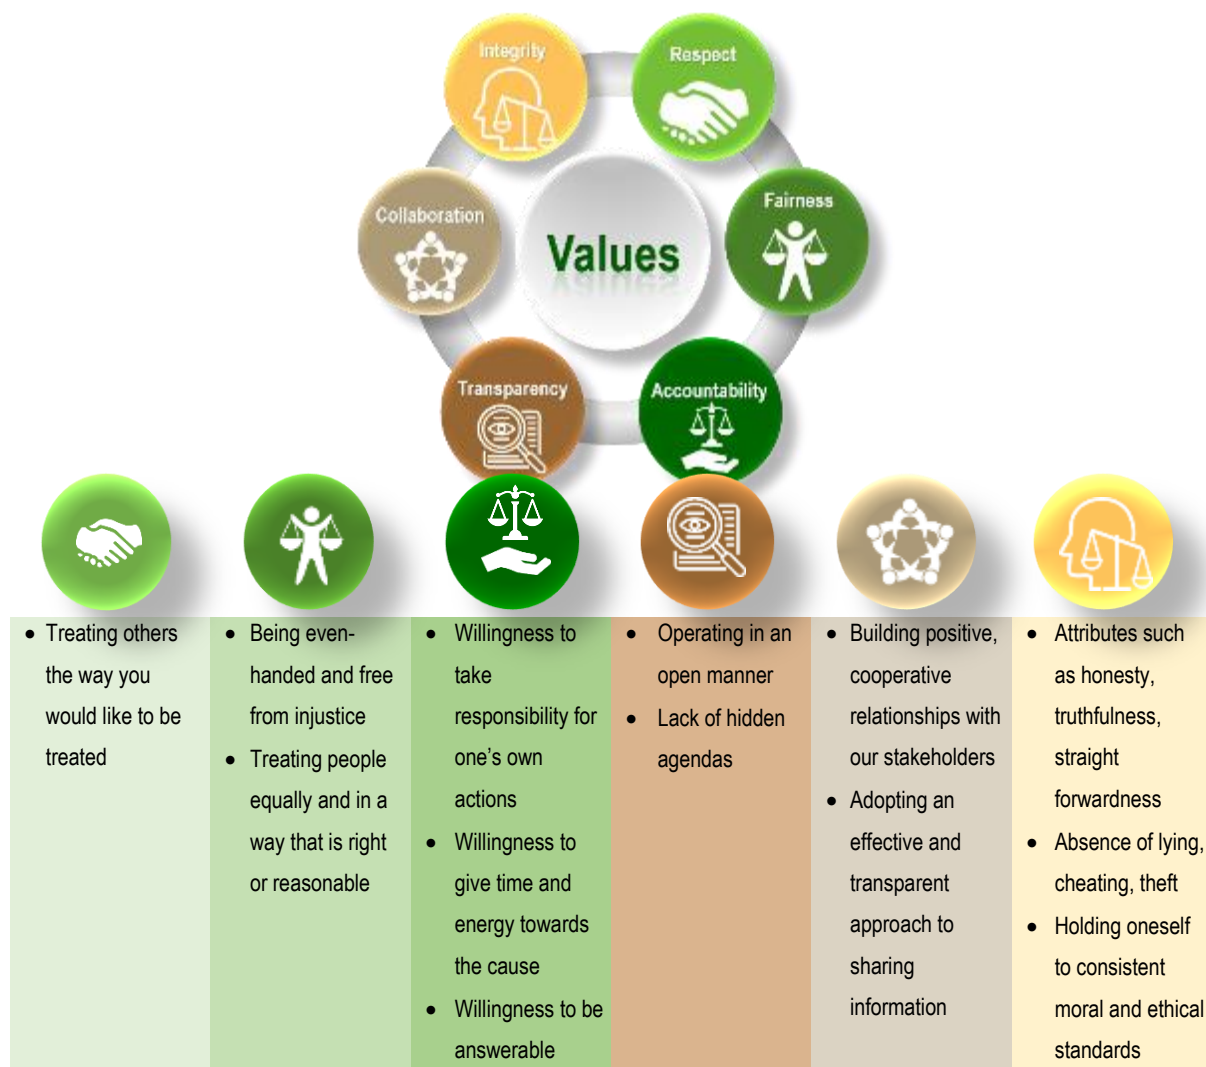 Integrity
Respect
Collaboration
Fairness
Values
Transparency
Accountability
• Treating others
the way you
would like to be
treated
• Being even-
handed and free
from injustice
• Treating people
equally and in a
way that is right
or reasonable
• Willingness to
take
responsibility for
one’s own
actions
• Willingness to
give time and
energy towards
the cause
• Willingness to be
answerable
• Operating in an
open manner
• Lack of hidden
agendas
• Building positive,
cooperative
relationships with
our stakeholders
• Adopting an
effective and
transparent
approach to
sharing
information
• Attributes such
as honesty,
truthfulness,
straight
forwardness
• Absence of lying,
cheating, theft
• Holding oneself
to consistent
moral and ethical
standards